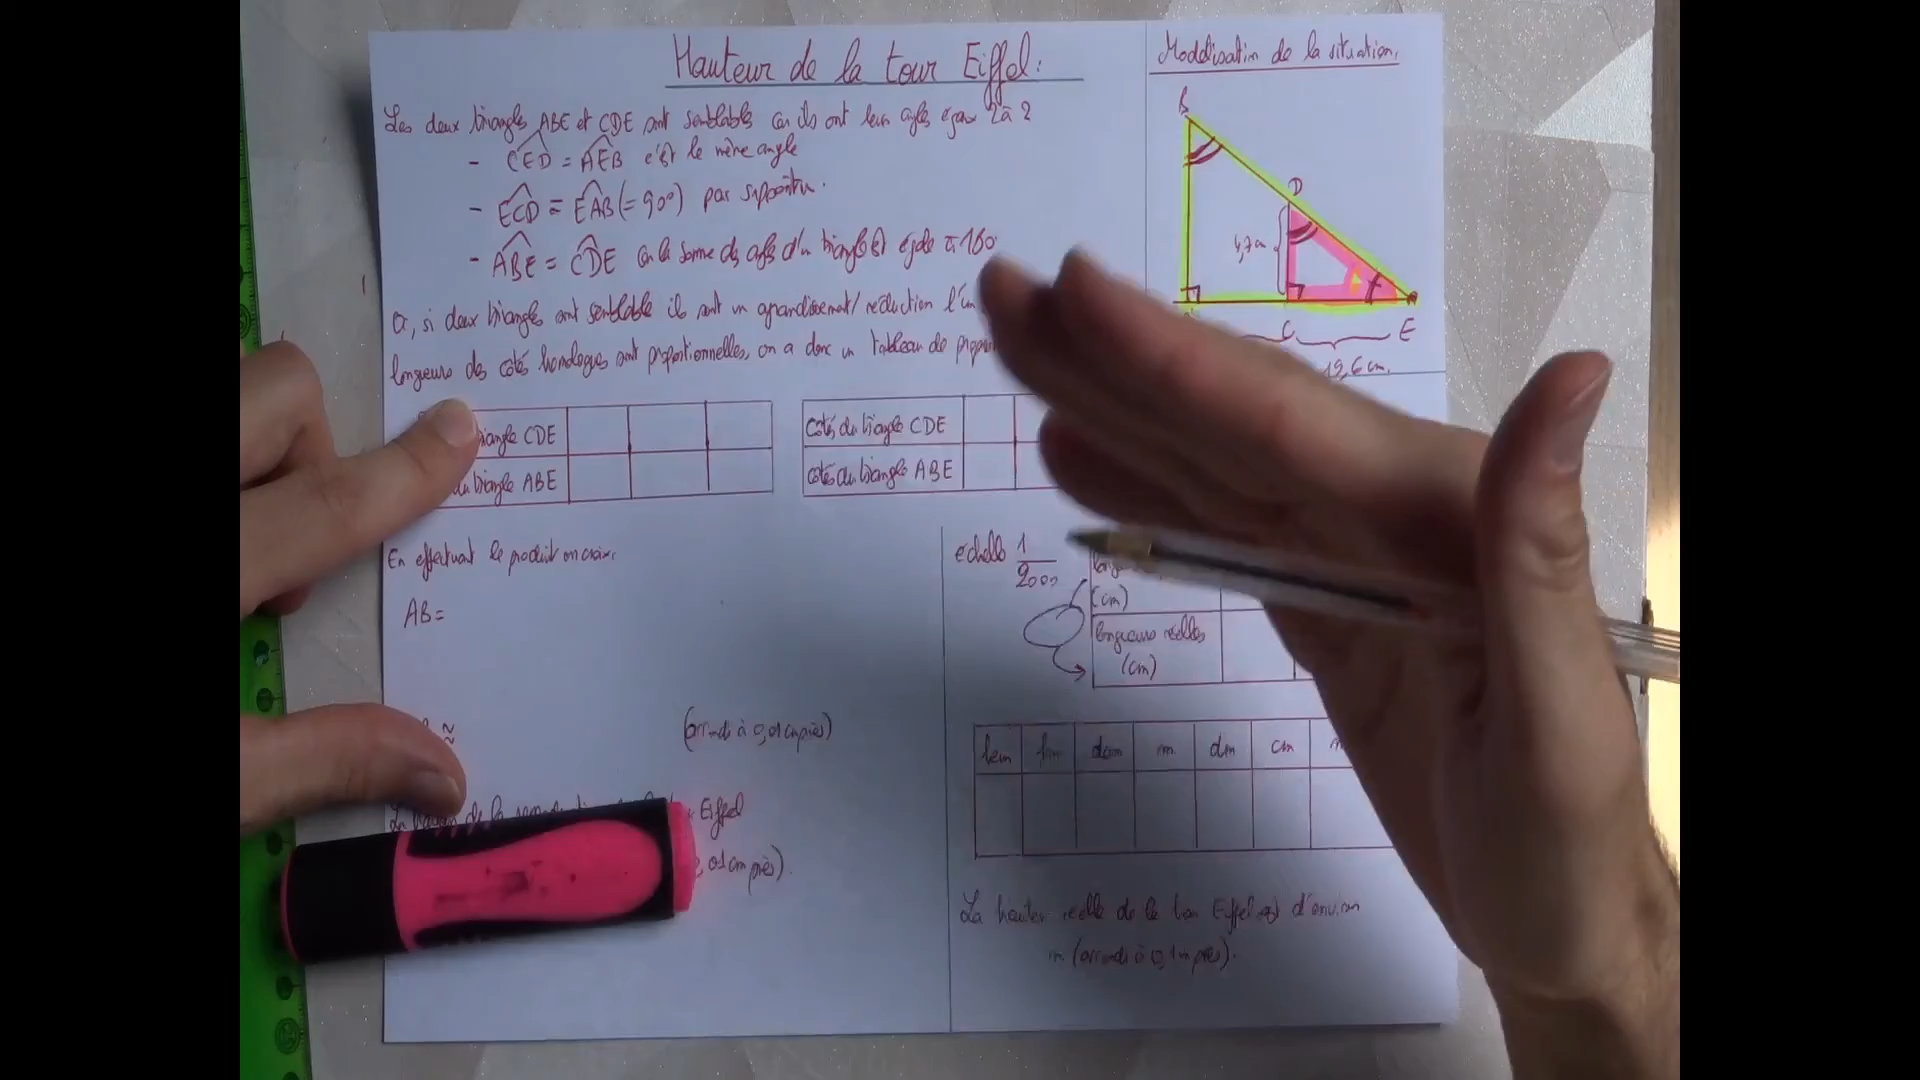 Hauteur de la tour Eiffel:
Les deux triangles ABE et CDE sont semblables car ils ont leurs angles égaux 2 à 2
- CED = AEB c'est le même angle
- ECD = EAB (= 90°) par supposition.
- ABE = CDE car la somme des angles d'un triangle est égale à 180
Or, si deux triangles sont semblable ils sont un agrandissement/réduction l'un
longueurs des côtés homologues sont proportionnelles, on a donc un tableau de
triangle CDE
du triangle ABE
côtés du triangle CDE
côtés du triangle ABE
En effectuant le produit en croix.
AB=
≈
(arrondi à 0,01 cm près)
Eiffel
0,01 cm près).
Modélisation de la situation.
B
D
C
E
19,6 cm.
échelle 1/2000
(cm)
longueurs réelles
(cm)
km hm dam m dm cm
La hauteur réelle de la tour Eiffel est d'environ
m (arrondi à 0,1 m près).